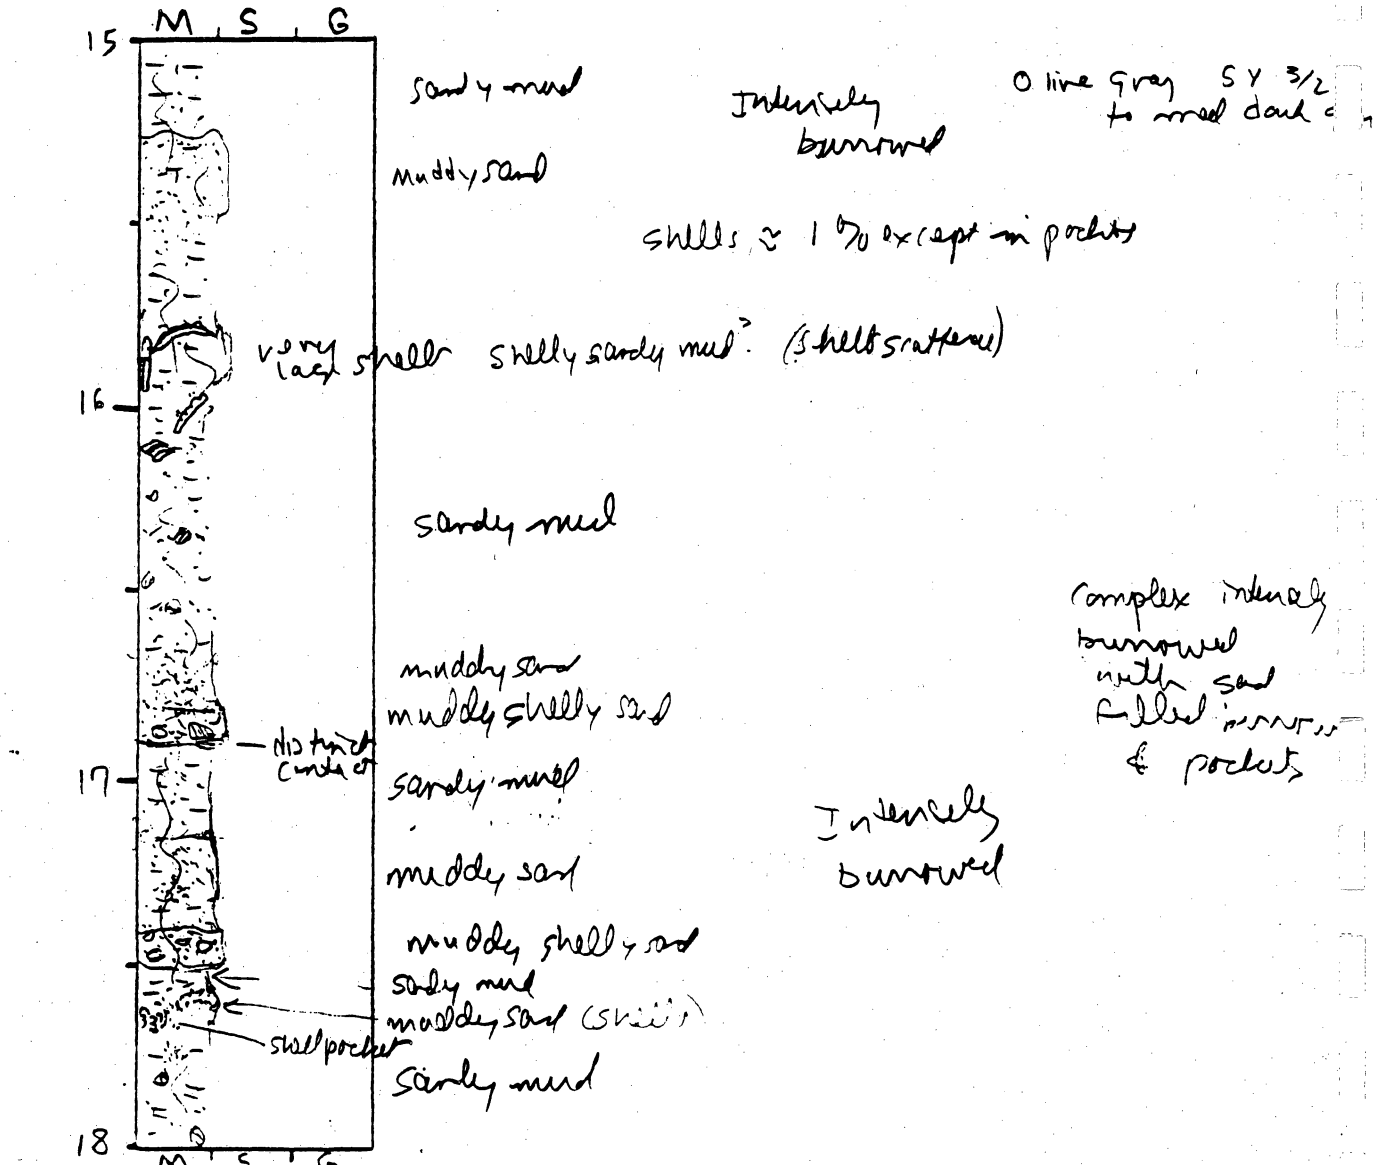 M S G
15
sandy mud
Intensely
burrowed
Olive Gray 5Y 3/2
to med dark
muddy sand
shells ≈ 1% except in pockets
very
large shells
shelly sandy mud? (shells scattered)
16
sandy mud
complex intensely
burrowed
with sand
filled burrows
& pockets
muddy sand
muddy shelly sand
distinct
contact
17
sandy mud
Intensely
burrowed
muddy sand
muddy shelly sand
sandy mud
muddy sand (shells)
shell pocket
sandy mud
18
M S G